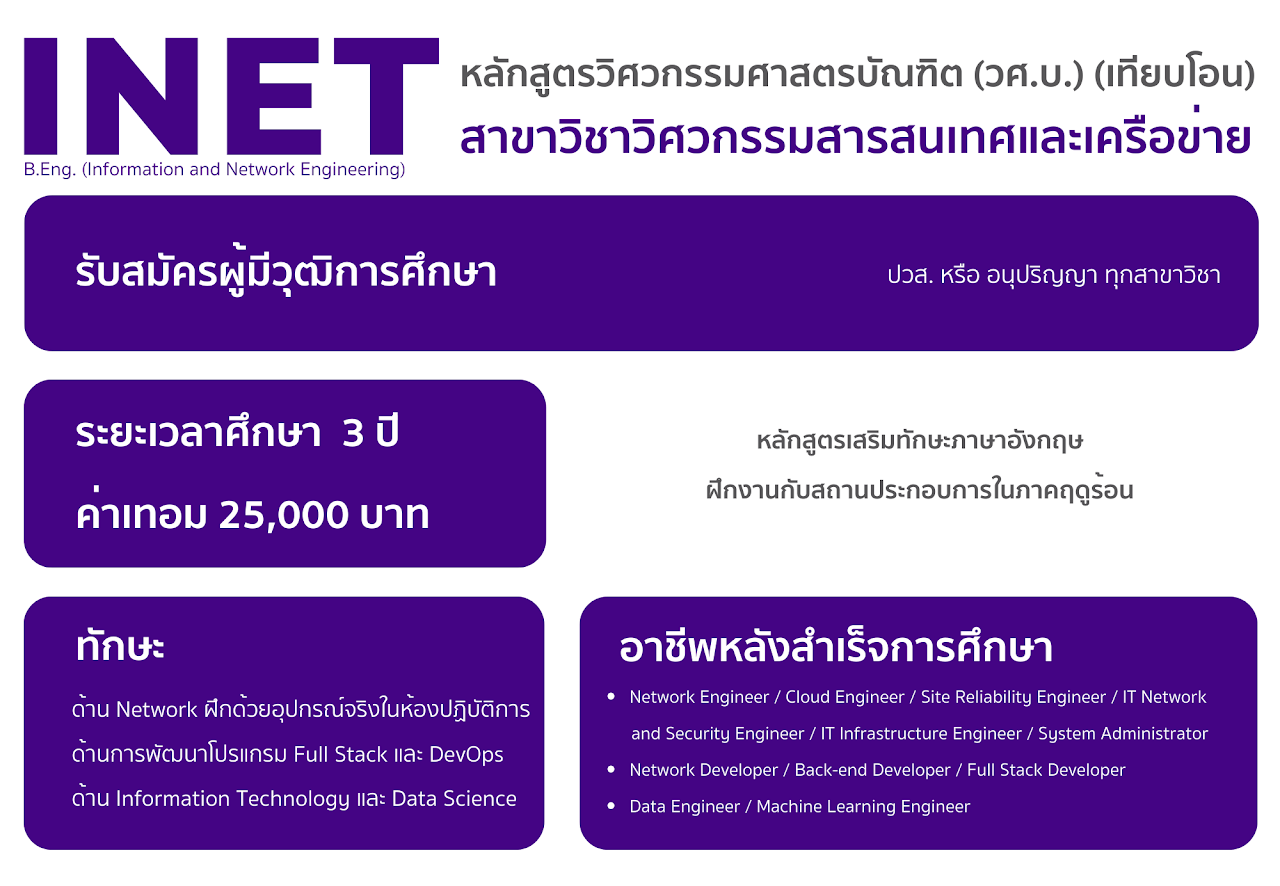 INET
B.Eng. (Information and Network Engineering)
หลักสูตรวิศวกรรมศาสตรบัณฑิต (วศ.บ.) (เทียบโอน)
สาขาวิชาวิศวกรรมสารสนเทศและเครือข่าย
รับสมัครผู้มีวุฒิการศึกษา
ปวส. หรือ อนุปริญญา ทุกสาขาวิชา
ระยะเวลาศึกษา 3 ปี
ค่าเทอม 25,000 บาท
หลักสูตรเสริมทักษะภาษาอังกฤษ
ฝึกงานกับสถานประกอบการในภาคฤดูร้อน
ทักษะ
ด้าน Network ฝึกด้วยอุปกรณ์จริงในห้องปฏิบัติการ
ด้านการพัฒนาโปรแกรม Full Stack และ DevOps
ด้าน Information Technology และ Data Science
อาชีพหลังสำเร็จการศึกษา
• Network Engineer / Cloud Engineer / Site Reliability Engineer / IT Network
and Security Engineer / IT Infrastructure Engineer / System Administrator
• Network Developer / Back-end Developer / Full Stack Developer
• Data Engineer / Machine Learning Engineer